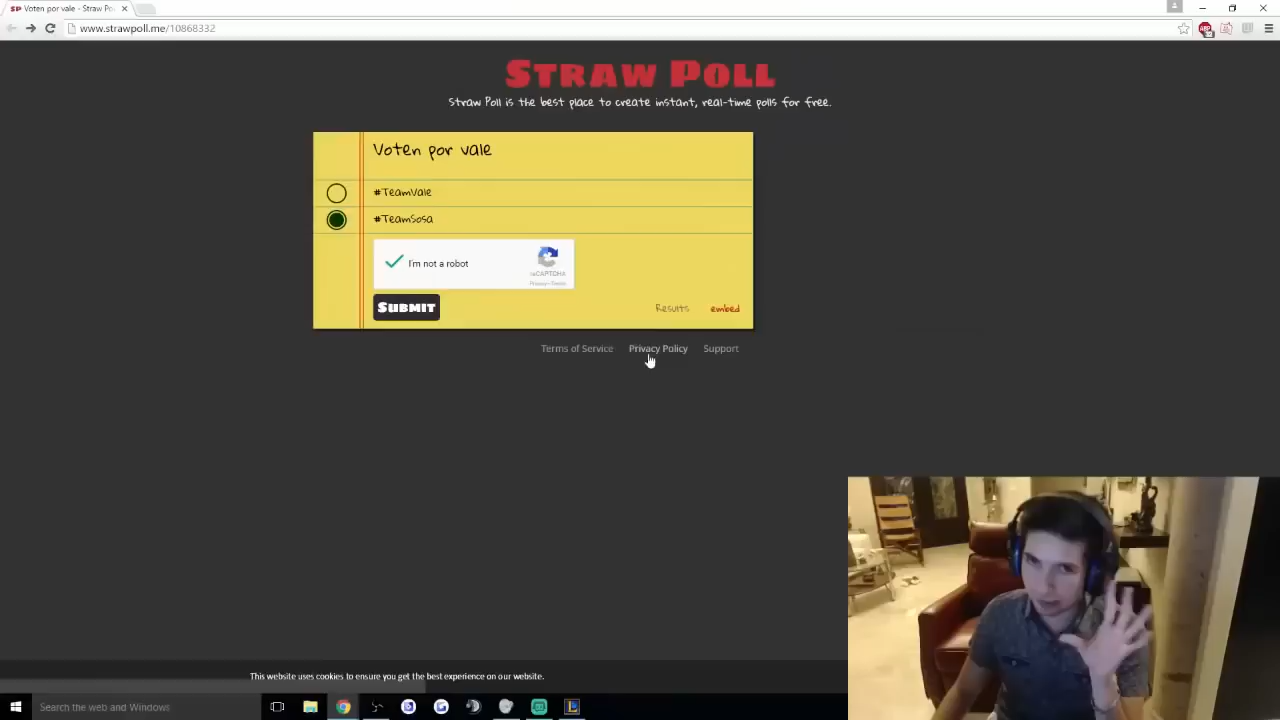 Voten por vale - Straw Po
www.strawpoll.me/10868332
STRAW POLL
Straw Poll is the best place to create instant, real-time polls for free.
Voten por vale
#TeamVale
#TeamSosa
I'm not a robot
reCAPTCHA
SUBMIT
Results
embed
Terms of Service
Privacy Policy
Support
This website uses cookies to ensure you get the best experience on our website.
Search the web and Windows